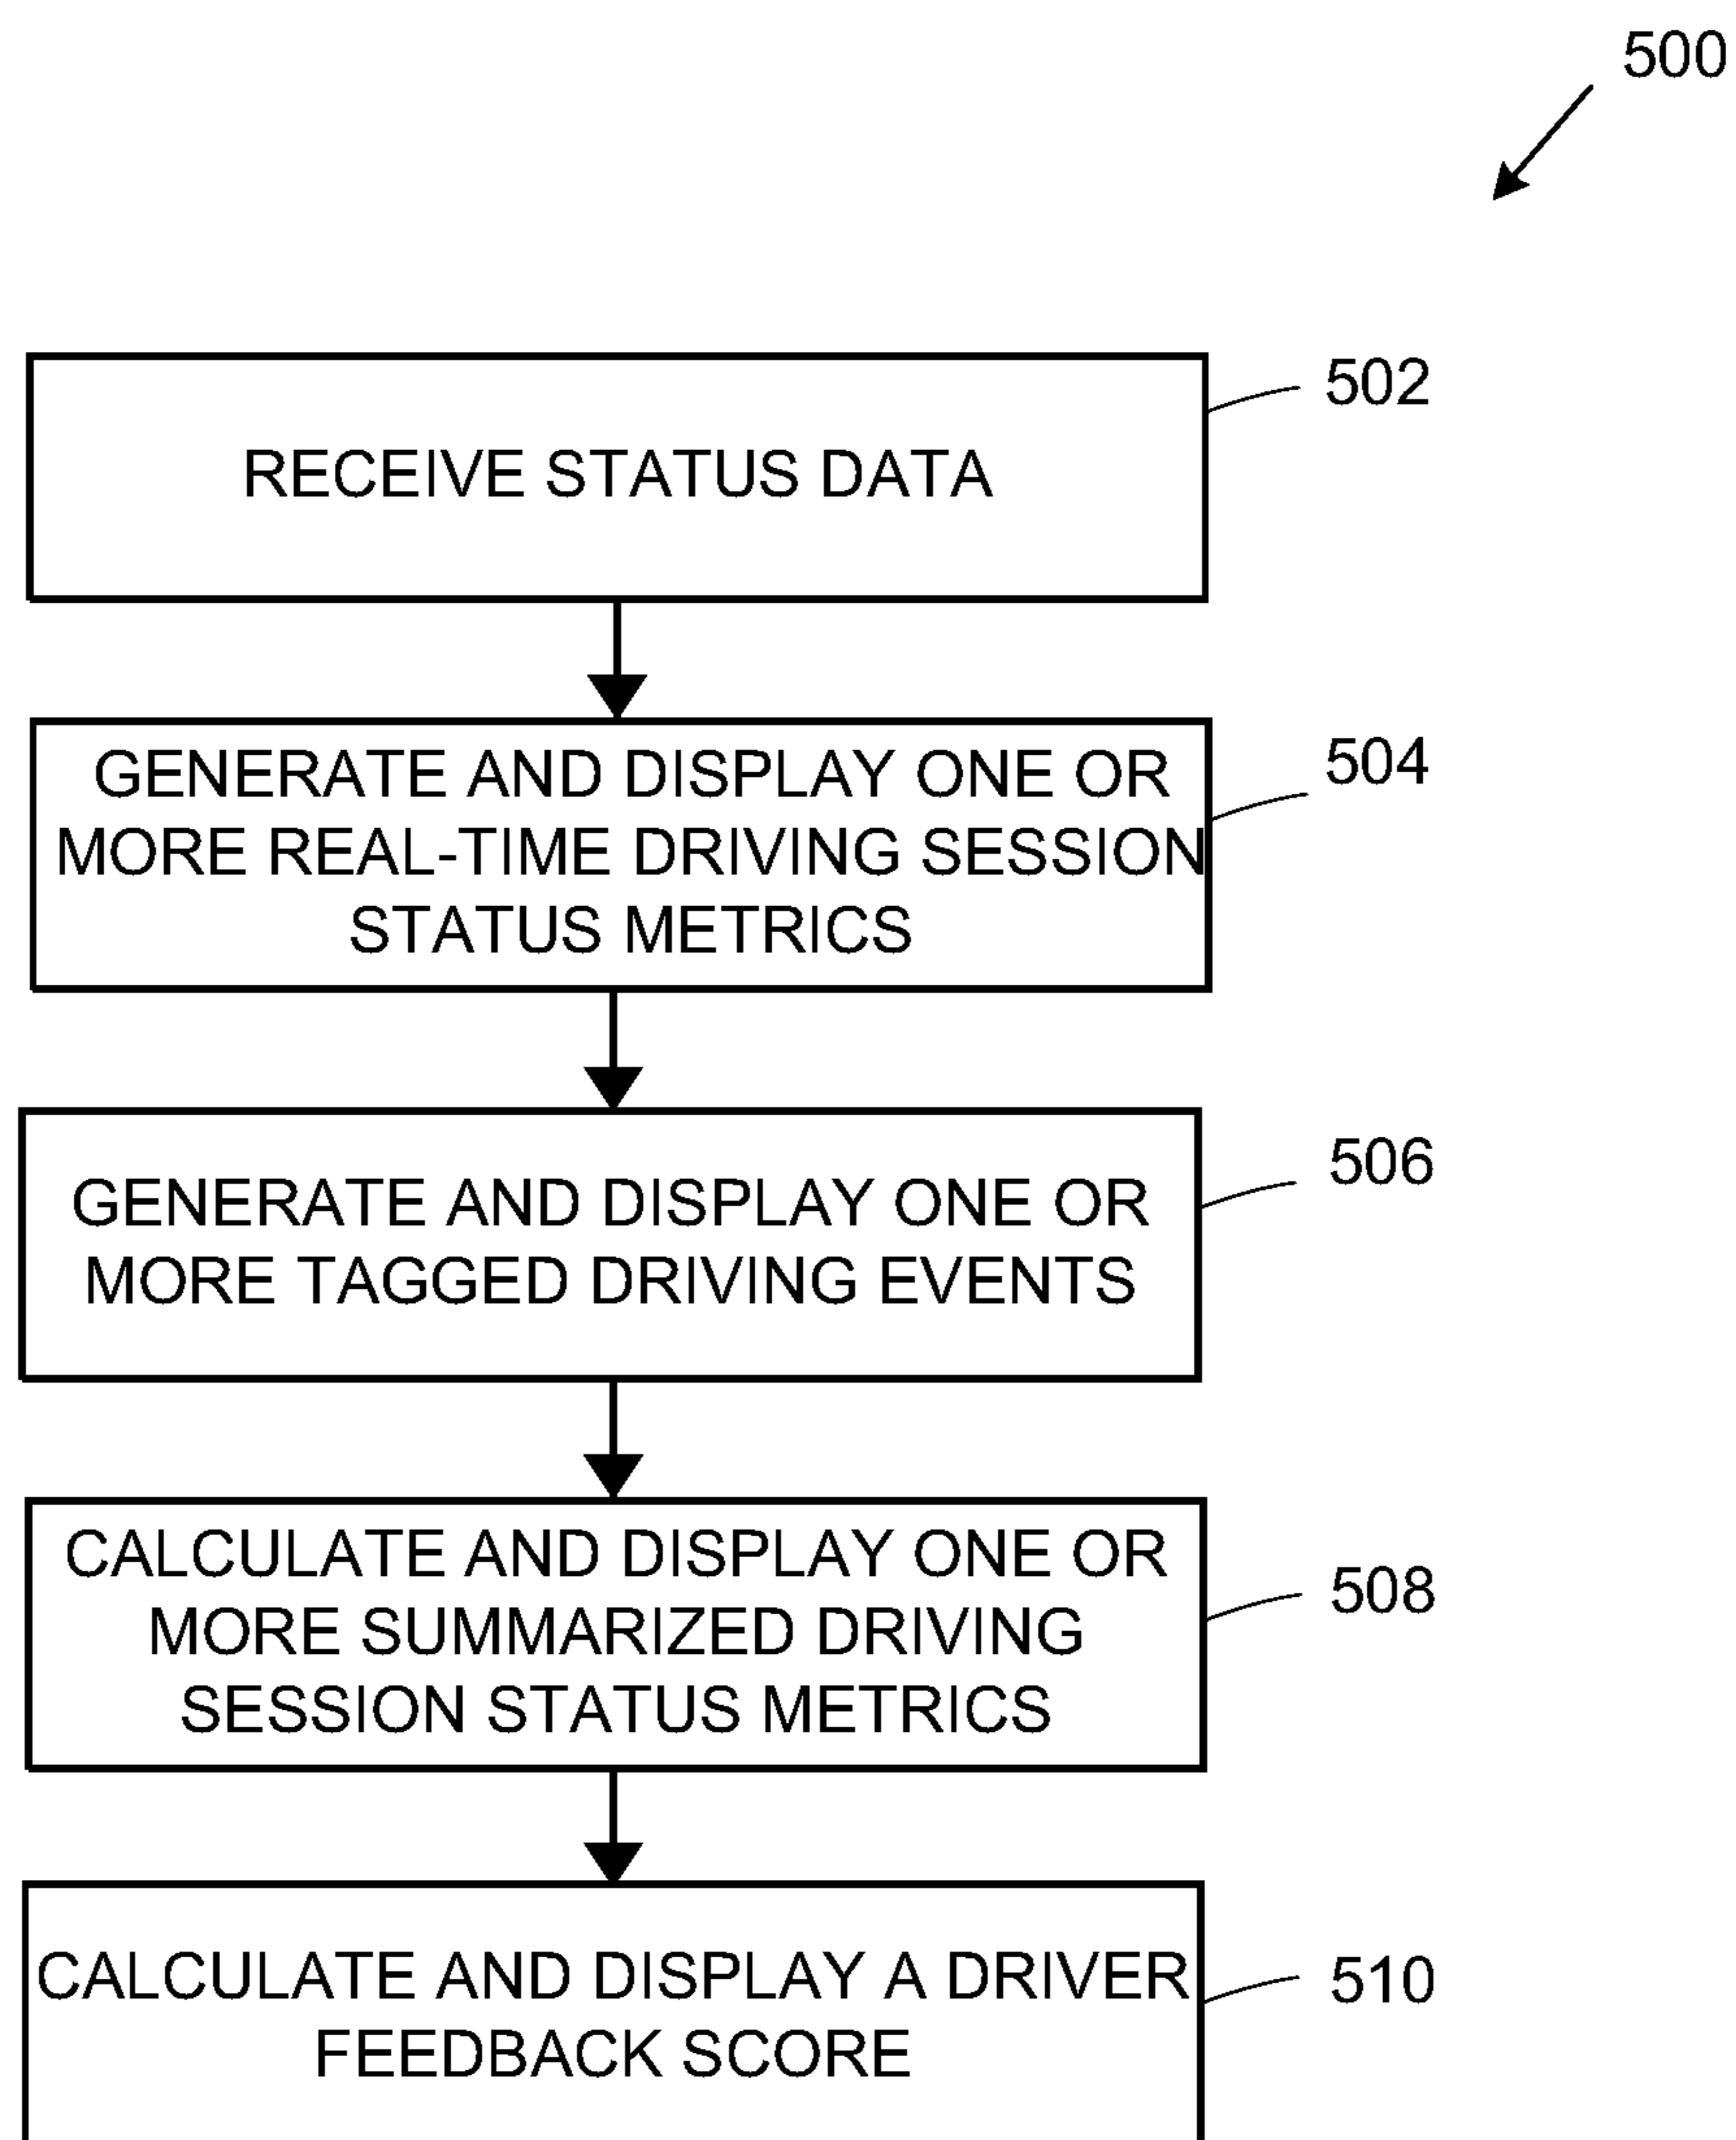 500
502
RECEIVE STATUS DATA
504
GENERATE AND DISPLAY ONE OR
MORE REAL-TIME DRIVING SESSION
STATUS METRICS
506
GENERATE AND DISPLAY ONE OR
MORE TAGGED DRIVING EVENTS
508
CALCULATE AND DISPLAY ONE OR
MORE SUMMARIZED DRIVING
SESSION STATUS METRICS
510
CALCULATE AND DISPLAY A DRIVER
FEEDBACK SCORE